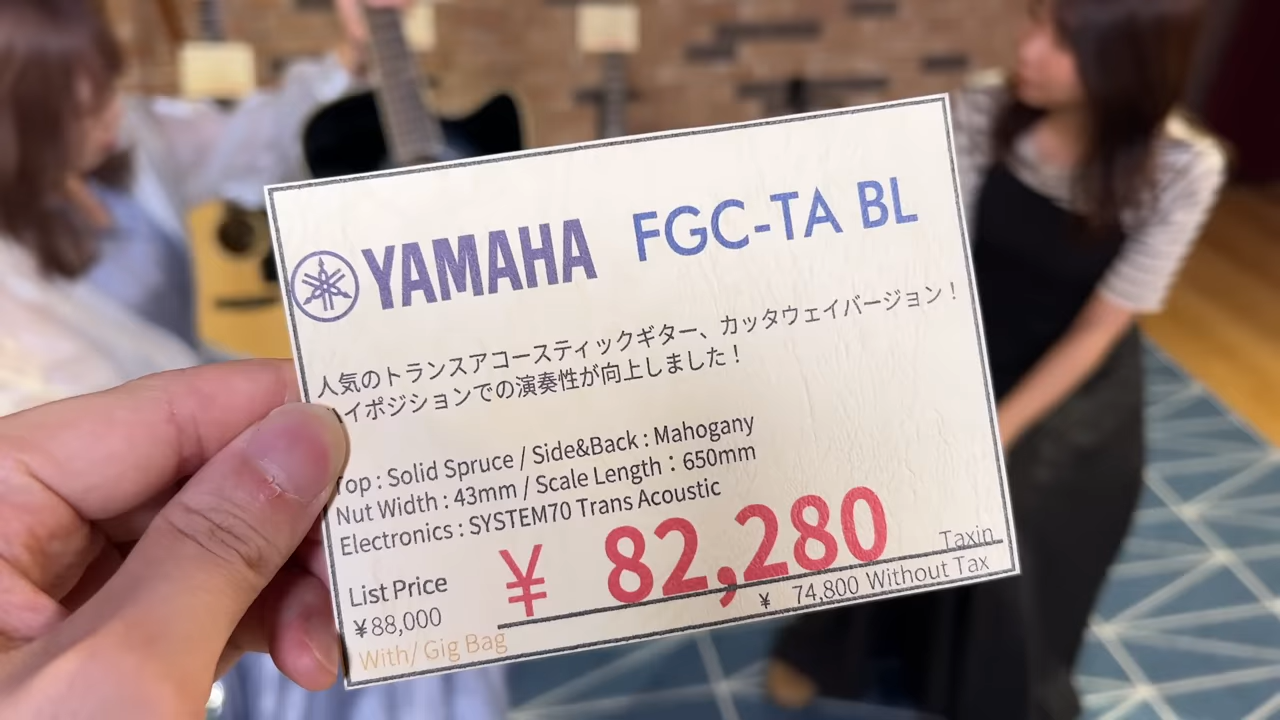 YAMAHA FGC-TA BL
人気のトランスアコースティックギター、カッタウェイバージョン！
イポジションでの演奏性が向上しました！
Top : Solid Spruce / Side&Back : Mahogany
Nut Width : 43mm / Scale Length : 650mm
Electronics : SYSTEM70 Trans Acoustic
List Price
¥88,000
¥ 82,280 Taxin
¥ 74,800 Without Tax
With/ Gig Bag